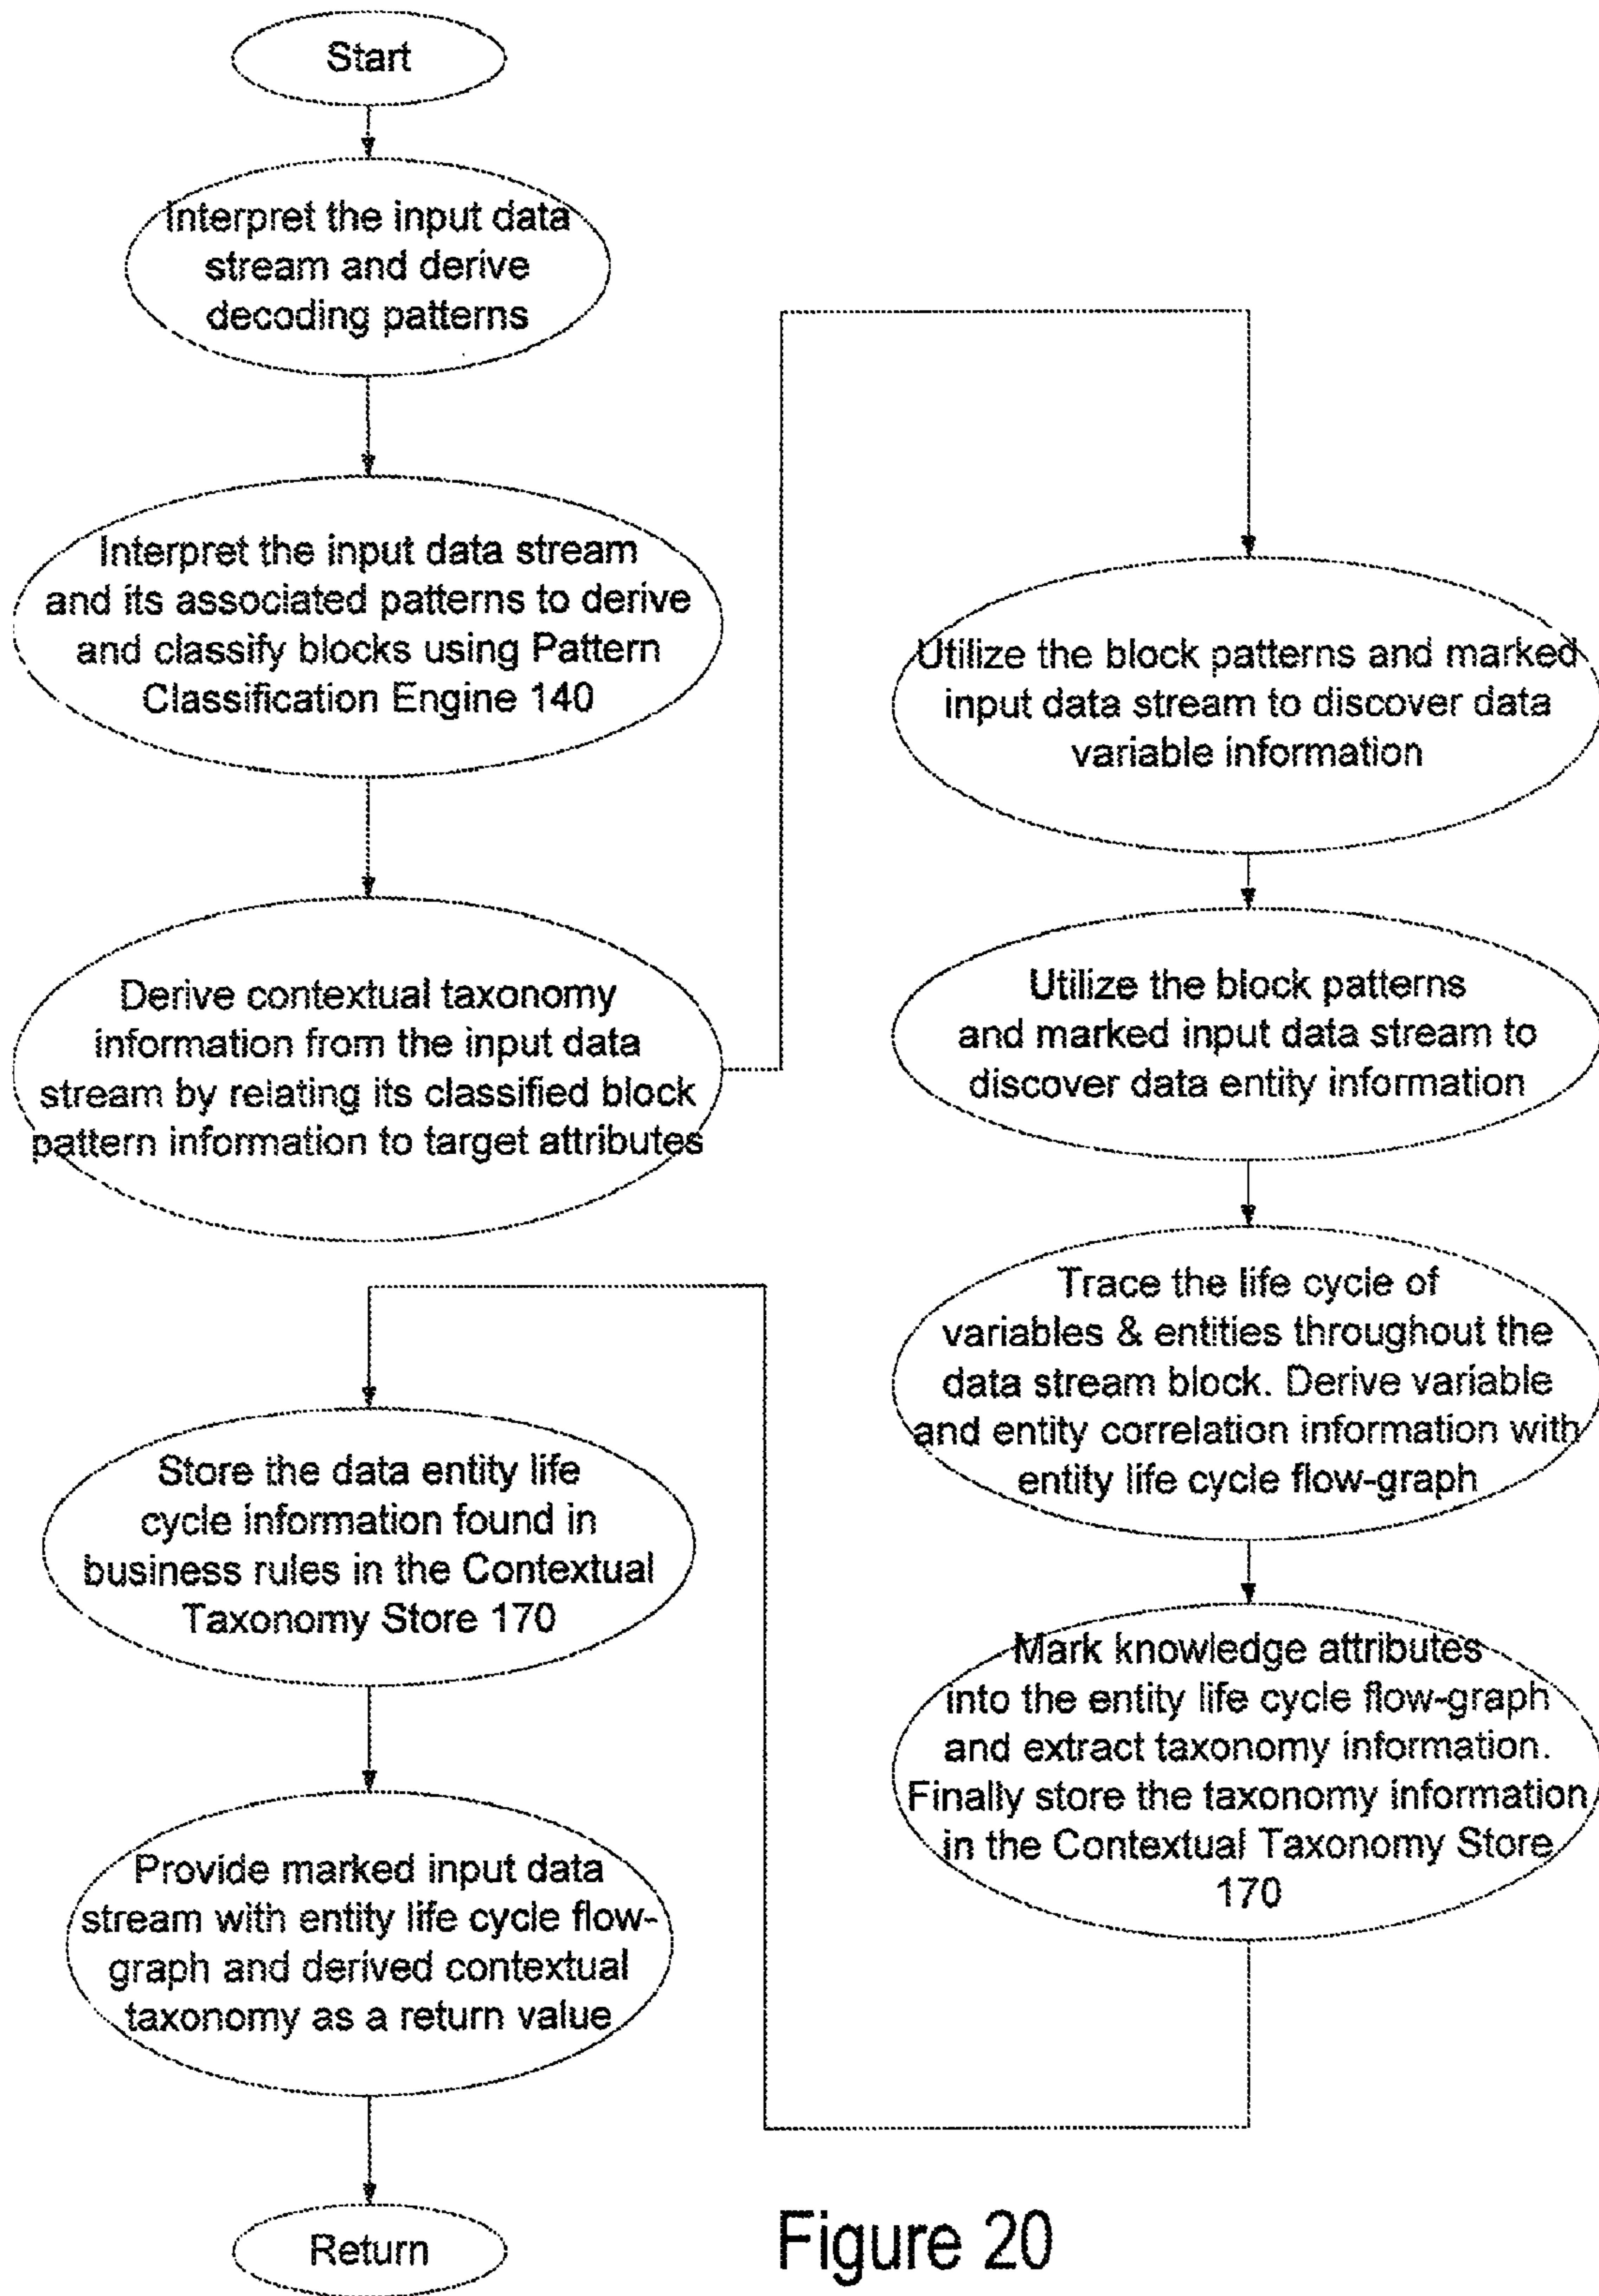 Start
Interpret the input data
stream and derive
decoding patterns
Interpret the input data stream
and its associated patterns to derive
and classify blocks using Pattern
Classification Engine 140
Derive contextual taxonomy
information from the input data
stream by relating its classified block
pattern information to target attributes
Utilize the block patterns and marked
input data stream to discover data
variable information
Utilize the block patterns
and marked input data stream to
discover data entity information
Trace the life cycle of
variables & entities throughout the
data stream block. Derive variable
and entity correlation information with
entity life cycle flow-graph
Mark knowledge attributes
into the entity life cycle flow-graph
and extract taxonomy information.
Finally store the taxonomy information
in the Contextual Taxonomy Store
170
Store the data entity life
cycle information found in
business rules in the Contextual
Taxonomy Store 170
Provide marked input data
stream with entity life cycle flow-
graph and derived contextual
taxonomy as a return value
Return
Figure 20